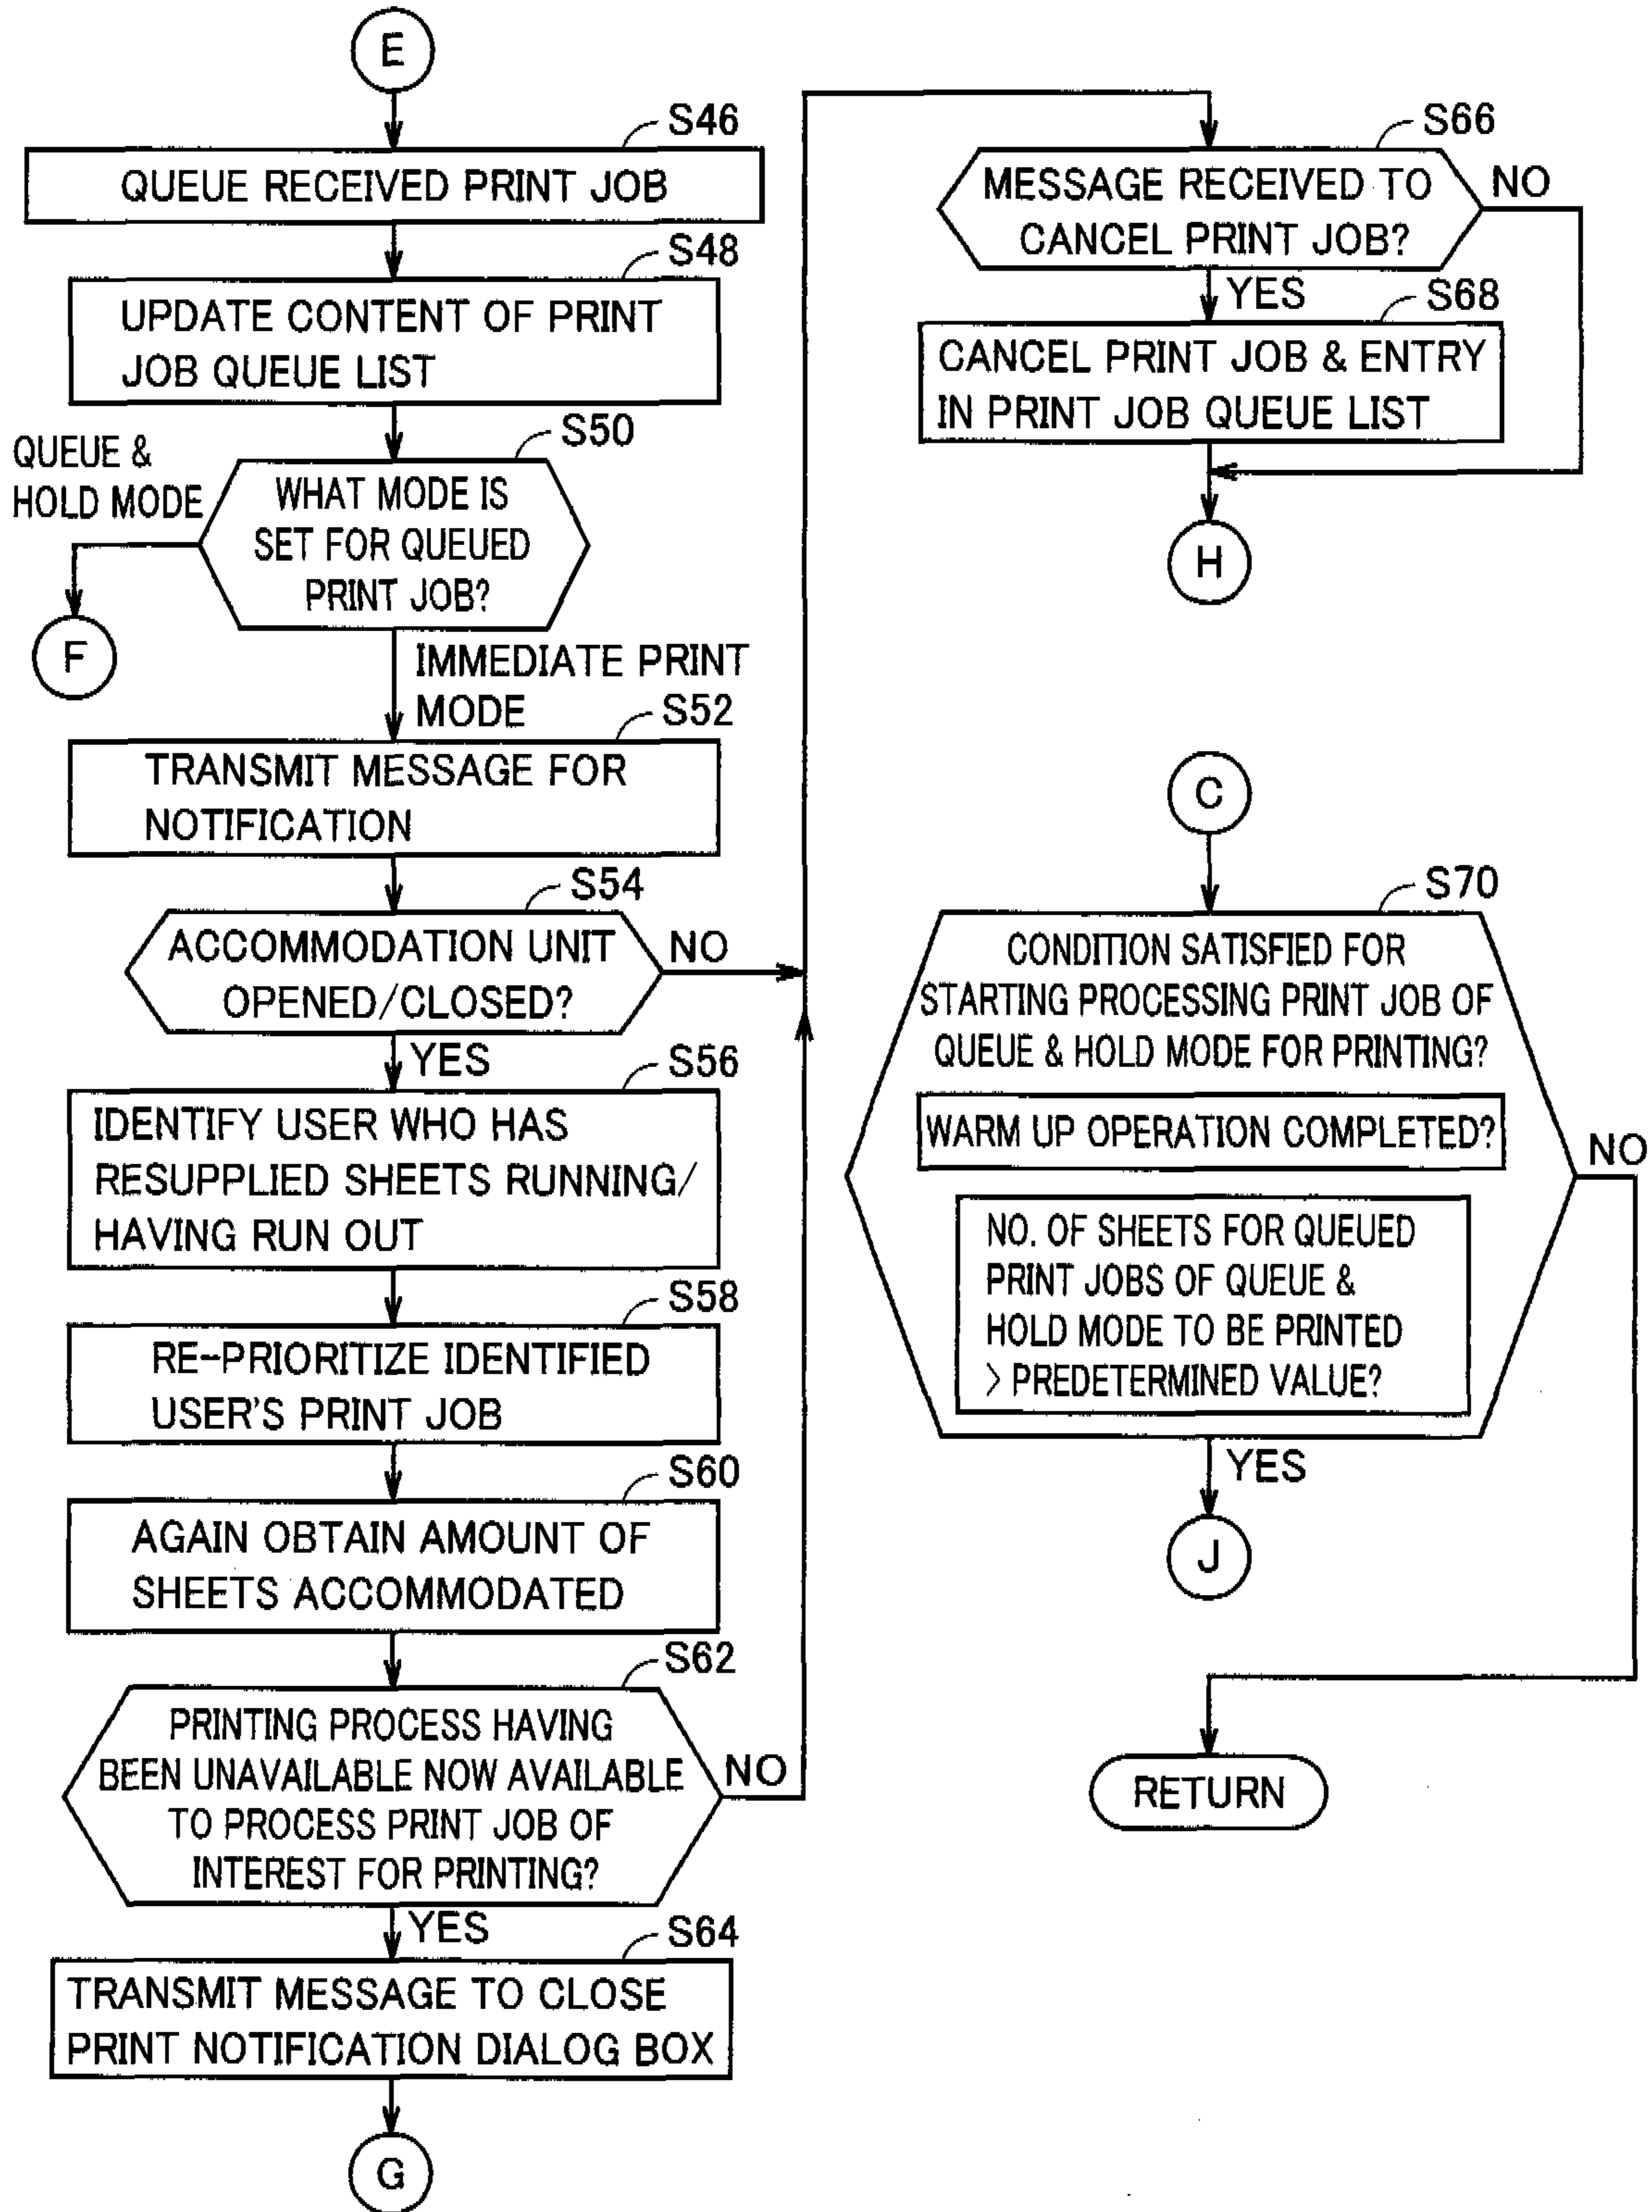 E
S46
QUEUE RECEIVED PRINT JOB
S48
UPDATE CONTENT OF PRINT
JOB QUEUE LIST
S50
QUEUE &
HOLD MODE
WHAT MODE IS
SET FOR QUEUED
PRINT JOB?
F
IMMEDIATE PRINT
MODE
S52
TRANSMIT MESSAGE FOR
NOTIFICATION
S54
ACCOMMODATION UNIT
OPENED/CLOSED?
NO
YES
S56
IDENTIFY USER WHO HAS
RESUPPLIED SHEETS RUNNING/
HAVING RUN OUT
S58
RE-PRIORITIZE IDENTIFIED
USER'S PRINT JOB
S60
AGAIN OBTAIN AMOUNT OF
SHEETS ACCOMMODATED
S62
PRINTING PROCESS HAVING
BEEN UNAVAILABLE NOW AVAILABLE
TO PROCESS PRINT JOB OF
INTEREST FOR PRINTING?
NO
YES
S64
TRANSMIT MESSAGE TO CLOSE
PRINT NOTIFICATION DIALOG BOX
G
S66
MESSAGE RECEIVED TO
CANCEL PRINT JOB?
NO
YES
S68
CANCEL PRINT JOB & ENTRY
IN PRINT JOB QUEUE LIST
H
C
S70
CONDITION SATISFIED FOR
STARTING PROCESSING PRINT JOB OF
QUEUE & HOLD MODE FOR PRINTING?
WARM UP OPERATION COMPLETED?
NO
NO. OF SHEETS FOR QUEUED
PRINT JOBS OF QUEUE &
HOLD MODE TO BE PRINTED
> PREDETERMINED VALUE?
YES
J
RETURN